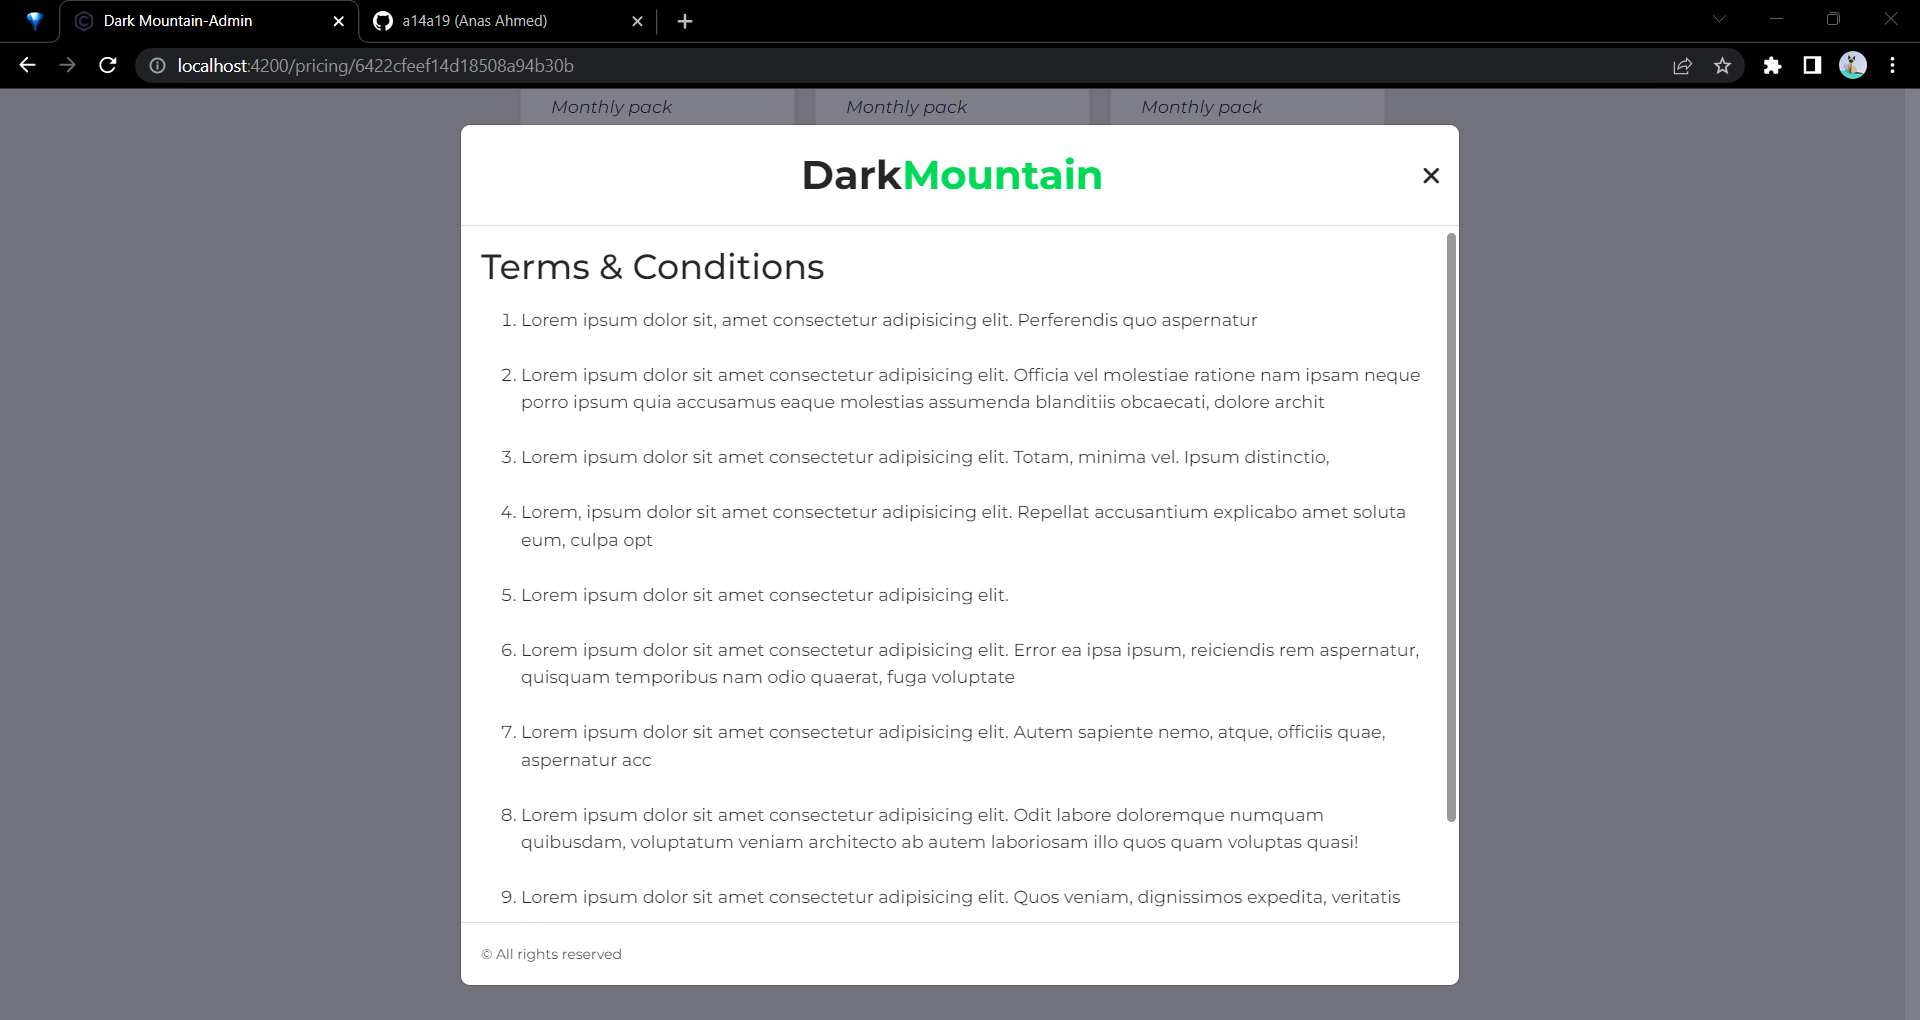 Dark Mountain-Admin
a14a19 (Anas Ahmed)
localhost:4200/pricing/6422cfeef14d18508a94b30b
Monthly pack Monthly pack Monthly pack
DarkMountain
Terms & Conditions
1. Lorem ipsum dolor sit, amet consectetur adipisicing elit. Perferendis quo aspernatur
2. Lorem ipsum dolor sit amet consectetur adipisicing elit. Officia vel molestiae ratione nam ipsam neque
porro ipsum quia accusamus eaque molestias assumenda blanditiis obcaecati, dolore archit
3. Lorem ipsum dolor sit amet consectetur adipisicing elit. Totam, minima vel. Ipsum distinctio,
4. Lorem, ipsum dolor sit amet consectetur adipisicing elit. Repellat accusantium explicabo amet soluta
eum, culpa opt
5. Lorem ipsum dolor sit amet consectetur adipisicing elit.
6. Lorem ipsum dolor sit amet consectetur adipisicing elit. Error ea ipsa ipsum, reiciendis rem aspernatur,
quisquam temporibus nam odio quaerat, fuga voluptate
7. Lorem ipsum dolor sit amet consectetur adipisicing elit. Autem sapiente nemo, atque, officiis quae,
aspernatur acc
8. Lorem ipsum dolor sit amet consectetur adipisicing elit. Odit labore doloremque numquam
quibusdam, voluptatum veniam architecto ab autem laboriosam illo quos quam voluptas quasi!
9. Lorem ipsum dolor sit amet consectetur adipisicing elit. Quos veniam, dignissimos expedita, veritatis
© All rights reserved